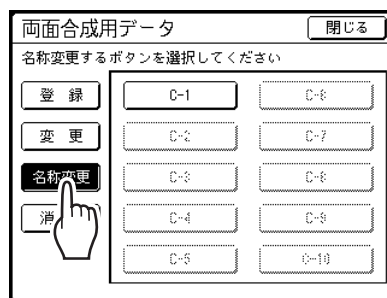 両面合成用データ 閉じる
名称変更するボタンを選択してください
登 録 C-1 C-6
変 更 C-2 C-7
名称変更 C-3 C-8
消 C-4 C-9
C-5 C-10